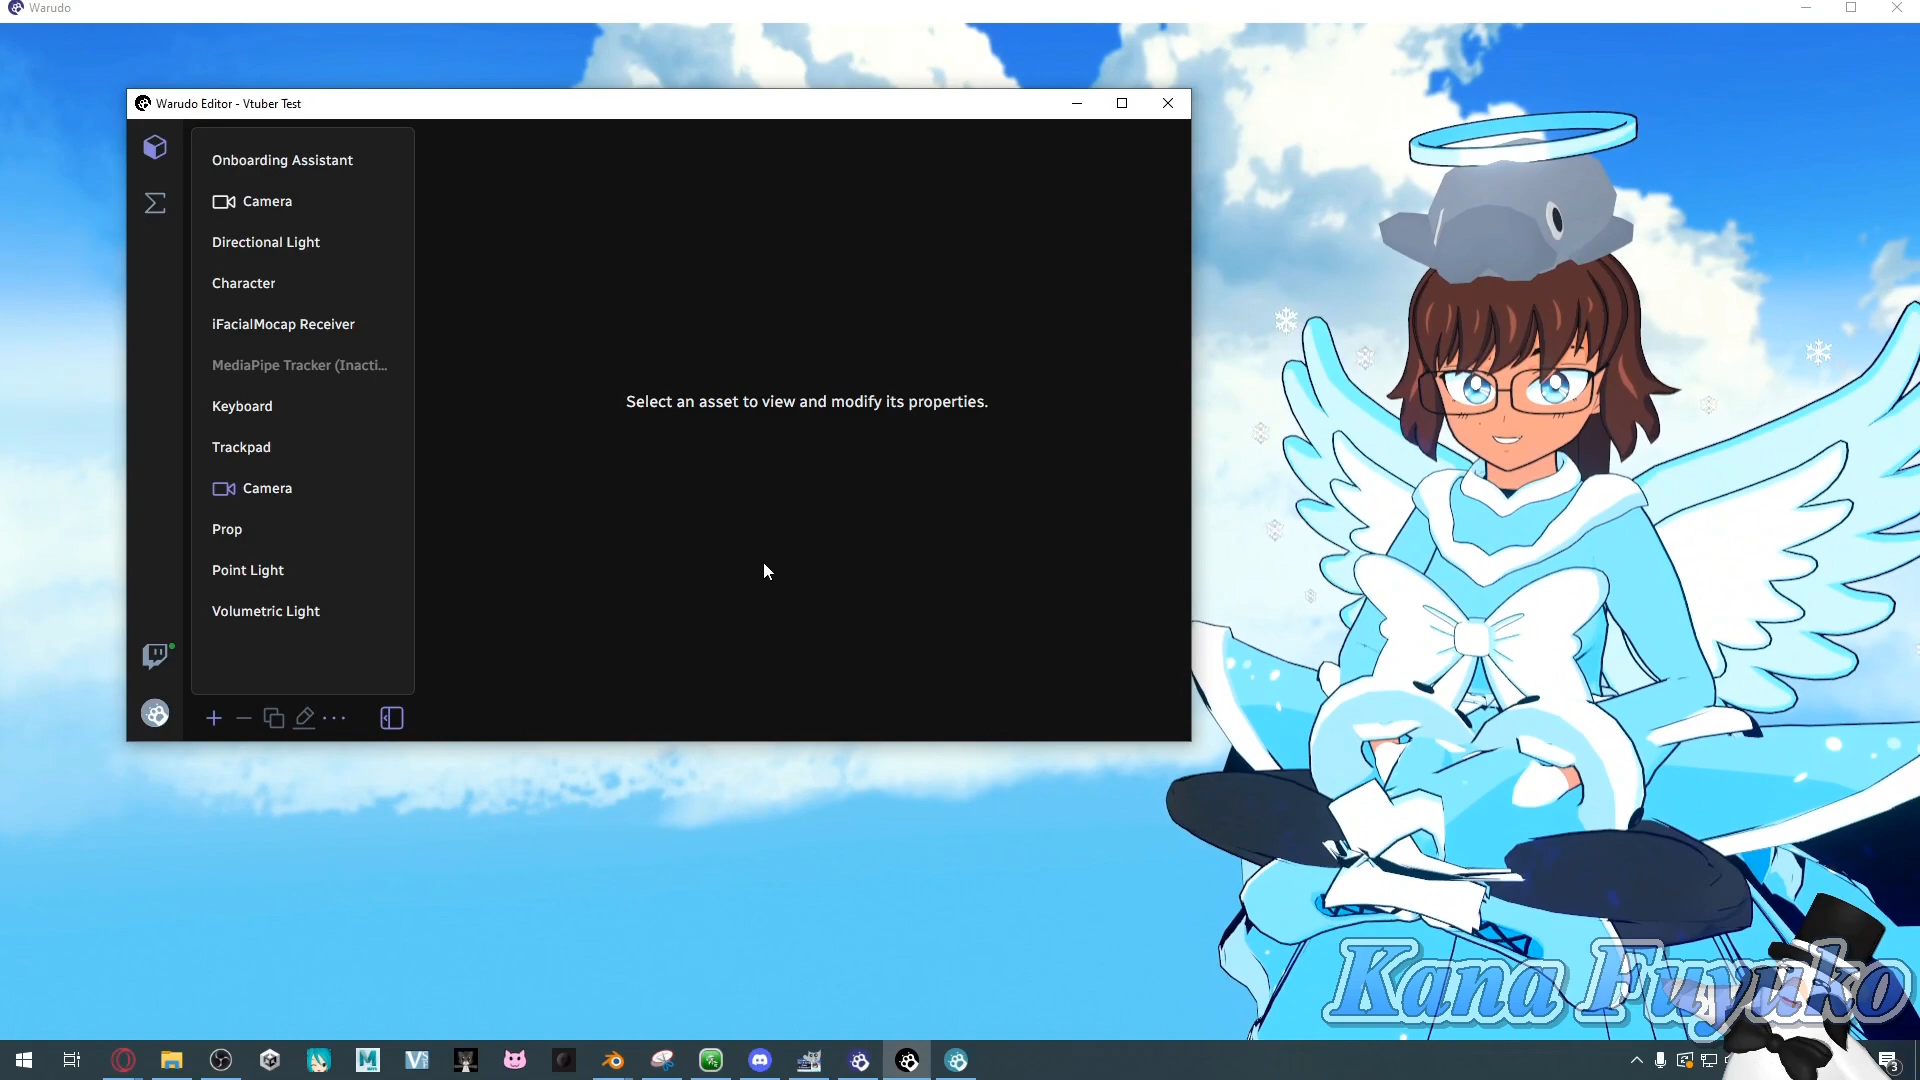 Warudo
Warudo Editor - Vtuber Test
Onboarding Assistant
Camera
Directional Light
Character
iFacialMocap Receiver
MediaPipe Tracker (Inacti...
Keyboard
Trackpad
Camera
Prop
Point Light
Volumetric Light
Select an asset to view and modify its properties.
Kana Fuyuko
3